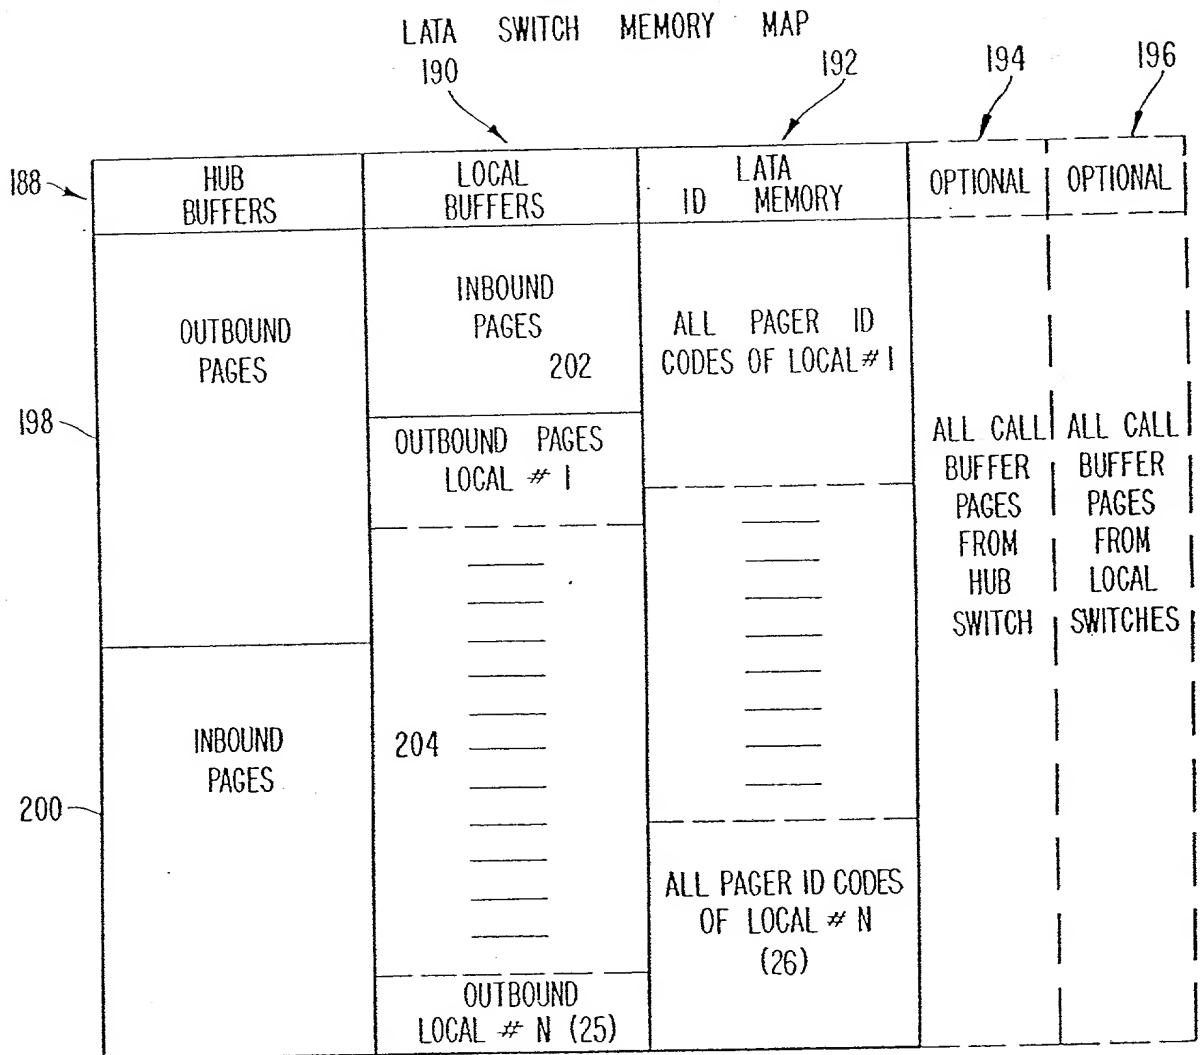 LATA SWITCH MEMORY MAP
190
192
194
196
188
HUB
BUFFERS
LOCAL
BUFFERS
LATA
ID MEMORY
OPTIONAL
OPTIONAL
OUTBOUND
PAGES
198
INBOUND
PAGES
200
INBOUND
PAGES
202
OUTBOUND PAGES
LOCAL # 1
204
OUTBOUND
LOCAL # N (25)
ALL PAGER ID
CODES OF LOCAL # 1
ALL PAGER ID CODES
OF LOCAL # N
(26)
ALL CALL
BUFFER
PAGES
FROM
HUB
SWITCH
ALL CALL
BUFFER
PAGES
FROM
LOCAL
SWITCHES